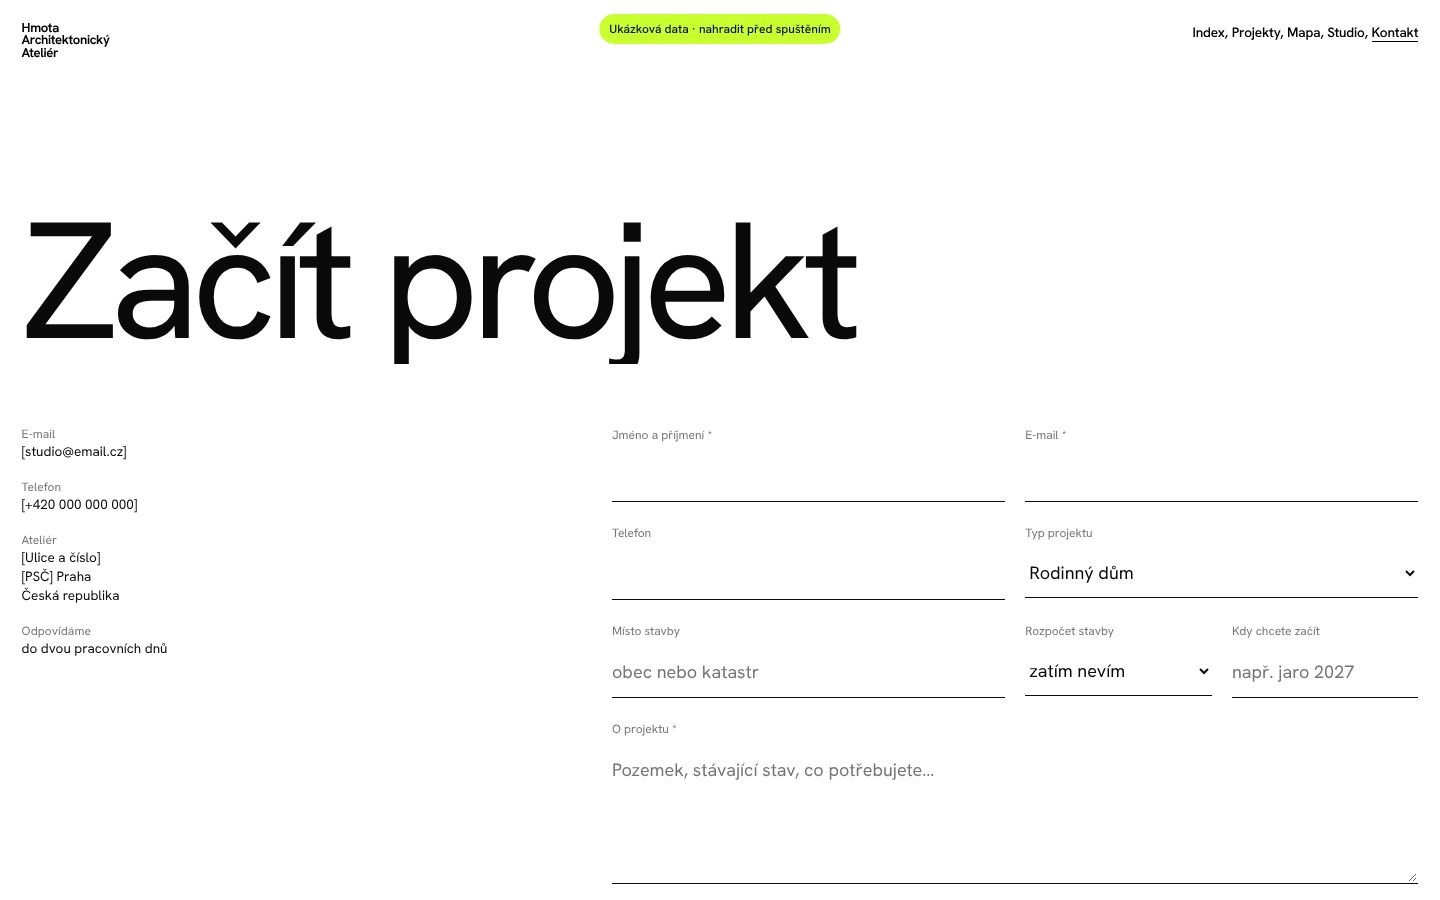 Hmota
Architektonický
Ateliér
Ukázková data · nahradit před spuštěním
Index, Projekty, Mapa, Studio, Kontakt
Začít projekt
E-mail
[studio@email.cz]
Telefon
[+420 000 000 000]
Ateliér
[Ulice a číslo]
[PSČ] Praha
Česká republika
Odpovídáme
do dvou pracovních dnů
Jméno a příjmení *
E-mail *
Telefon
Typ projektu
Rodinný dům
Místo stavby
obec nebo katastr
Rozpočet stavby
zatím nevím
Kdy chcete začít
např. jaro 2027
O projektu *
Pozemek, stávající stav, co potřebujete…